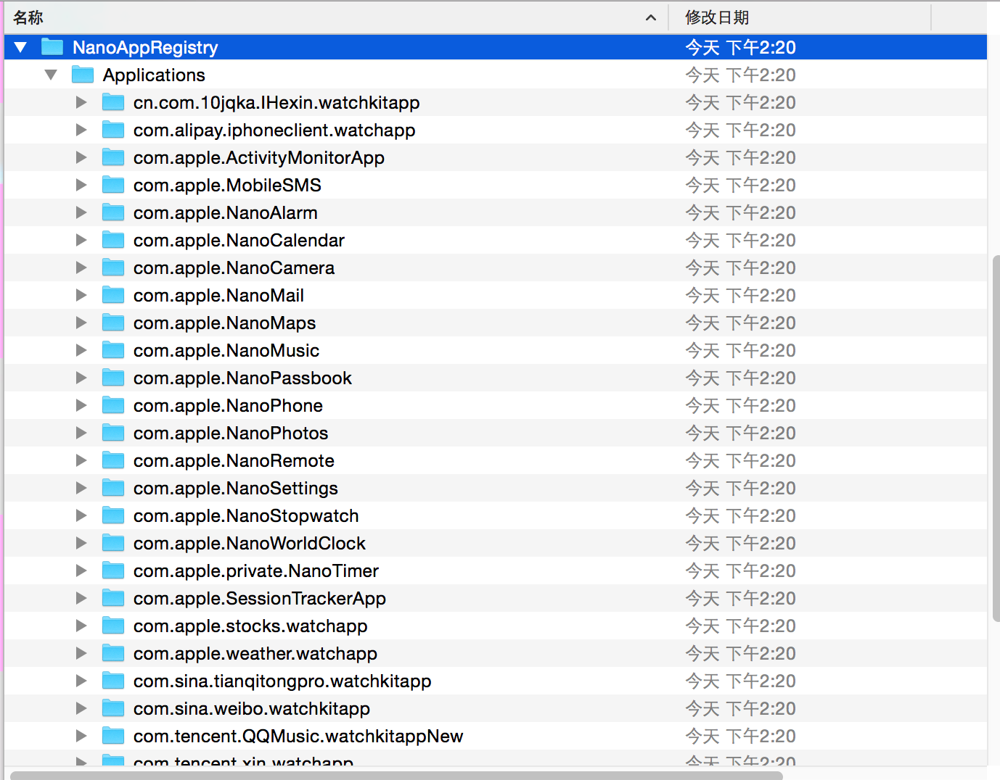 名称 修改日期
NanoAppRegistry 今天 下午2:20
Applications 今天 下午2:20
cn.com.10jqka.IHexin.watchkitapp 今天 下午2:20
com.alipay.iphoneclient.watchapp 今天 下午2:20
com.apple.ActivityMonitorApp 今天 下午2:20
com.apple.MobileSMS 今天 下午2:20
com.apple.NanoAlarm 今天 下午2:20
com.apple.NanoCalendar 今天 下午2:20
com.apple.NanoCamera 今天 下午2:20
com.apple.NanoMail 今天 下午2:20
com.apple.NanoMaps 今天 下午2:20
com.apple.NanoMusic 今天 下午2:20
com.apple.NanoPassbook 今天 下午2:20
com.apple.NanoPhone 今天 下午2:20
com.apple.NanoPhotos 今天 下午2:20
com.apple.NanoRemote 今天 下午2:20
com.apple.NanoSettings 今天 下午2:20
com.apple.NanoStopwatch 今天 下午2:20
com.apple.NanoWorldClock 今天 下午2:20
com.apple.private.NanoTimer 今天 下午2:20
com.apple.SessionTrackerApp 今天 下午2:20
com.apple.stocks.watchapp 今天 下午2:20
com.apple.weather.watchapp 今天 下午2:20
com.sina.tianqitongpro.watchkitapp 今天 下午2:20
com.sina.weibo.watchkitapp 今天 下午2:20
com.tencent.QQMusic.watchkitappNew 今天 下午2:20
com.tencent.xin.watchapp 今天 下午2:20